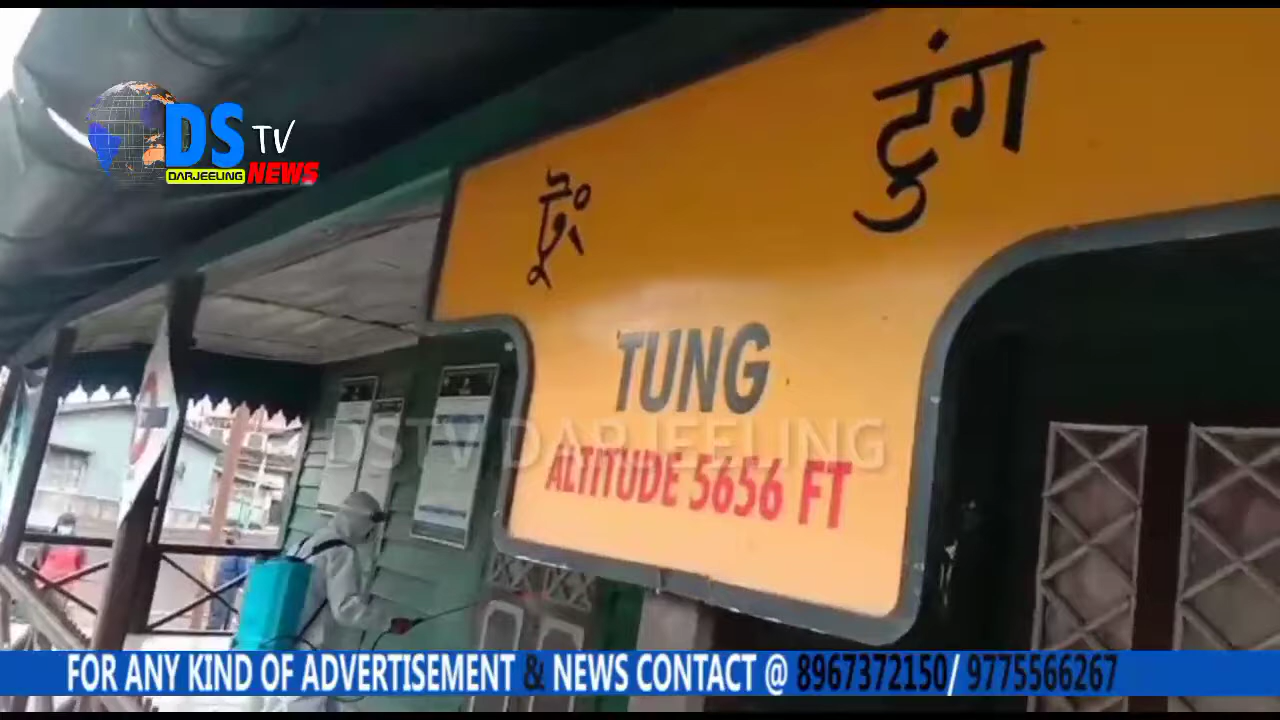 DS TV
DARJEELING NEWS
टुंग
TUNG
DSTV DARJEELING
ALTITUDE 5656 FT
FOR ANY KIND OF ADVERTISEMENT & NEWS CONTACT @ 8967372150/ 9775566267